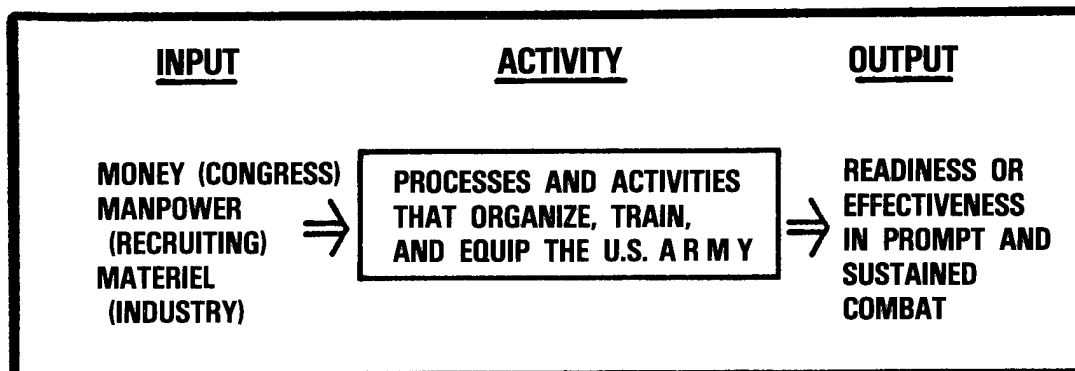 INPUT
ACTIVITY
OUTPUT
MONEY (CONGRESS)
MANPOWER
(RECRUITING)
MATERIEL
(INDUSTRY)
PROCESSES AND ACTIVITIES
THAT ORGANIZE, TRAIN,
AND EQUIP THE U.S. A R M Y
READINESS OR
EFFECTIVENESS
IN PROMPT AND
SUSTAINED
COMBAT